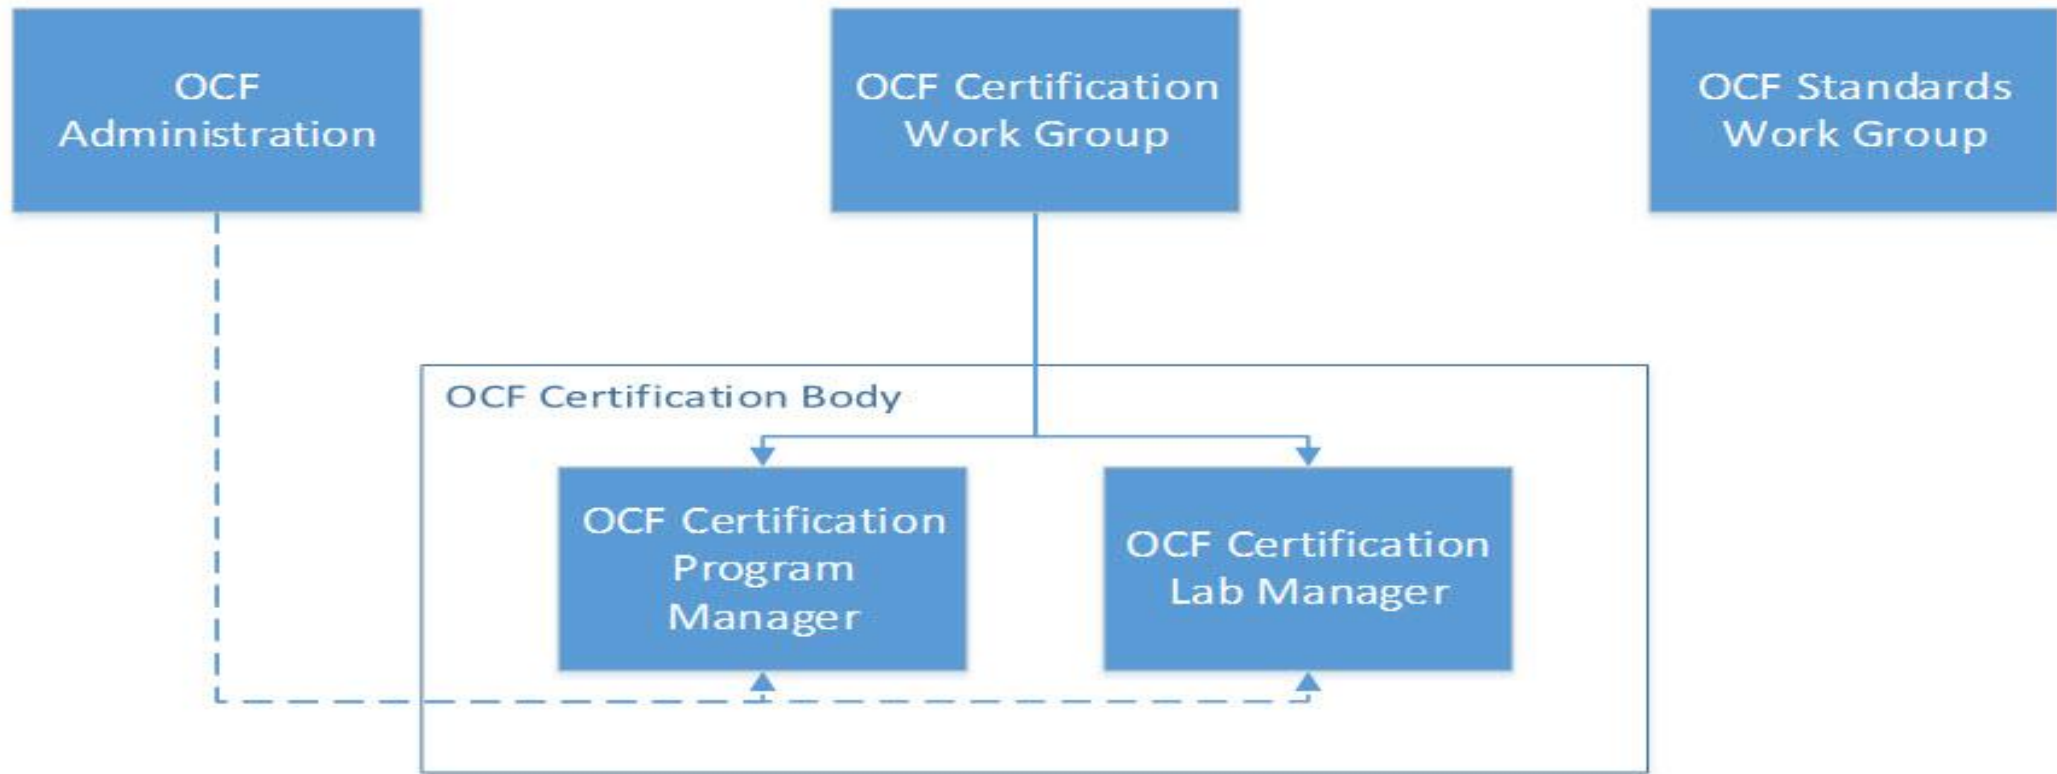 OCF
Administration
OCF Certification
Work Group
OCF Standards
Work Group
OCF Certification Body
OCF Certification
Program
Manager
OCF Certification
Lab Manager